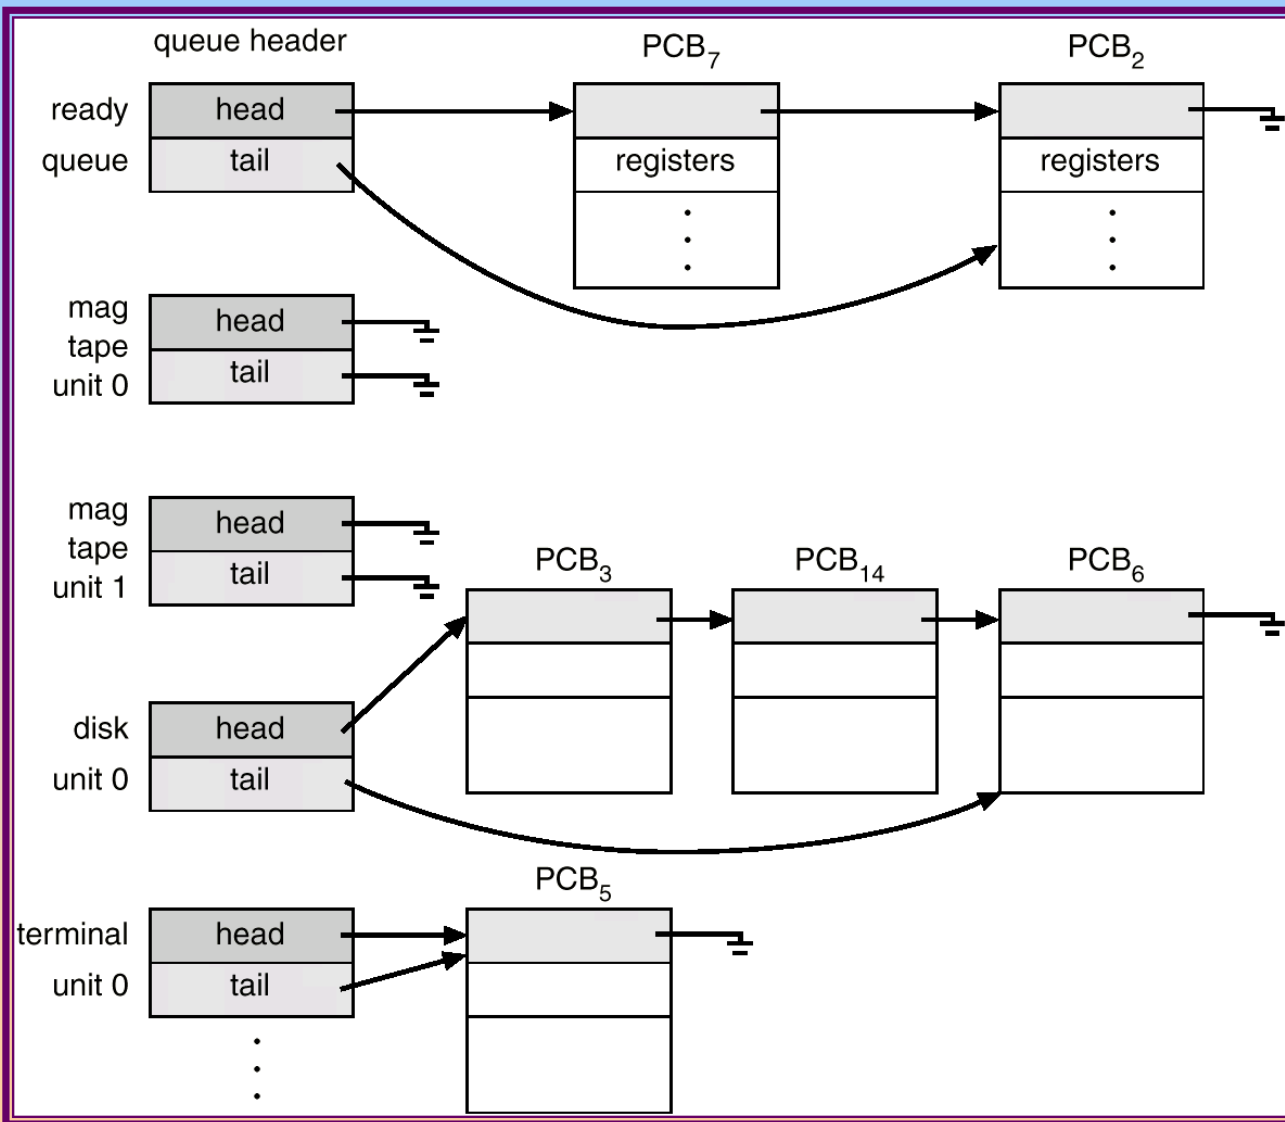 queue header
PCB7
PCB2
ready
head
queue
tail
registers
registers
mag
tape
unit 0
head
tail
mag
tape
unit 1
head
tail
PCB3
PCB14
PCB6
disk
head
unit 0
tail
PCB5
terminal
head
unit 0
tail